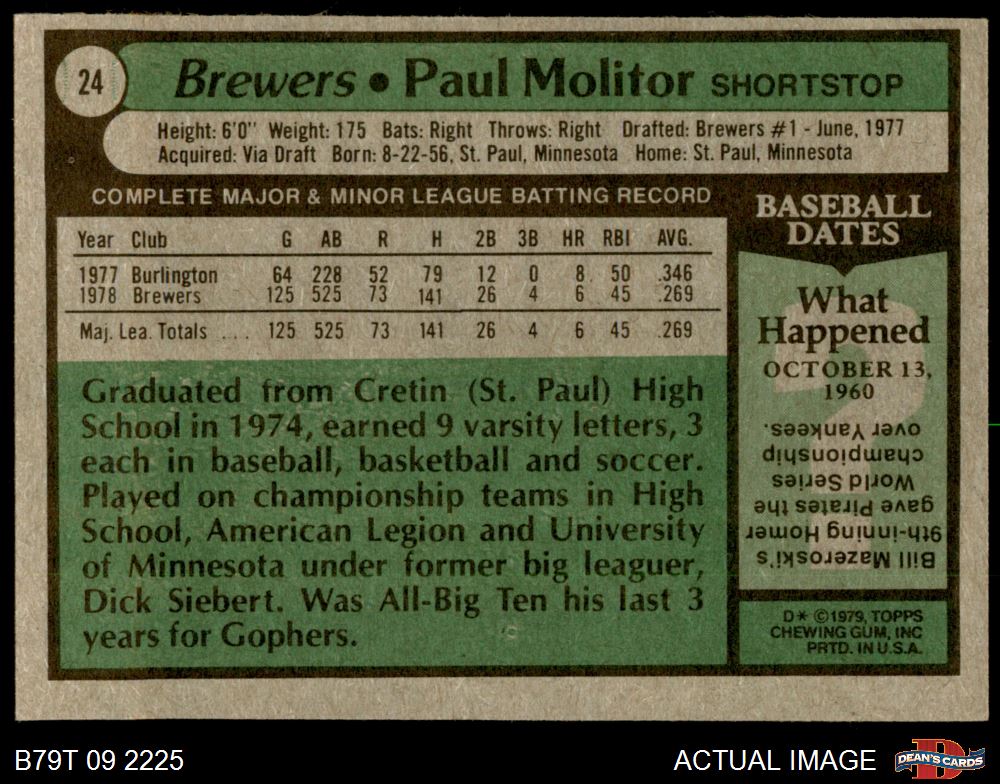 24
Brewers • Paul Molitor SHORTSTOP
Height: 6'0" Weight: 175 Bats: Right Throws: Right Drafted: Brewers #1 - June, 1977
Acquired: Via Draft Born: 8-22-56, St. Paul, Minnesota Home: St. Paul, Minnesota
COMPLETE MAJOR & MINOR LEAGUE BATTING RECORD
Year Club G AB R H 2B 3B HR RBI AVG.
1977 Burlington 64 228 52 79 12 0 8 50 .346
1978 Brewers 125 525 73 141 26 4 6 45 .269
Maj. Lea. Totals ... 125 525 73 141 26 4 6 45 .269
Graduated from Cretin (St. Paul) High
School in 1974, earned 9 varsity letters, 3
each in baseball, basketball and soccer.
Played on championship teams in High
School, American Legion and University
of Minnesota under former big leaguer,
Dick Siebert. Was All-Big Ten his last 3
years for Gophers.
BASEBALL
DATES
What
Happened
OCTOBER 13,
1960
Bill Mazeroski's
9th-inning Homer
gave Pirates the
World Series
championship
over Yankees.
D* ©1979, TOPPS
CHEWING GUM, INC
PRTD. IN U.S.A.
B79T 09 2225
ACTUAL IMAGE
D
DEAN'S CARDS